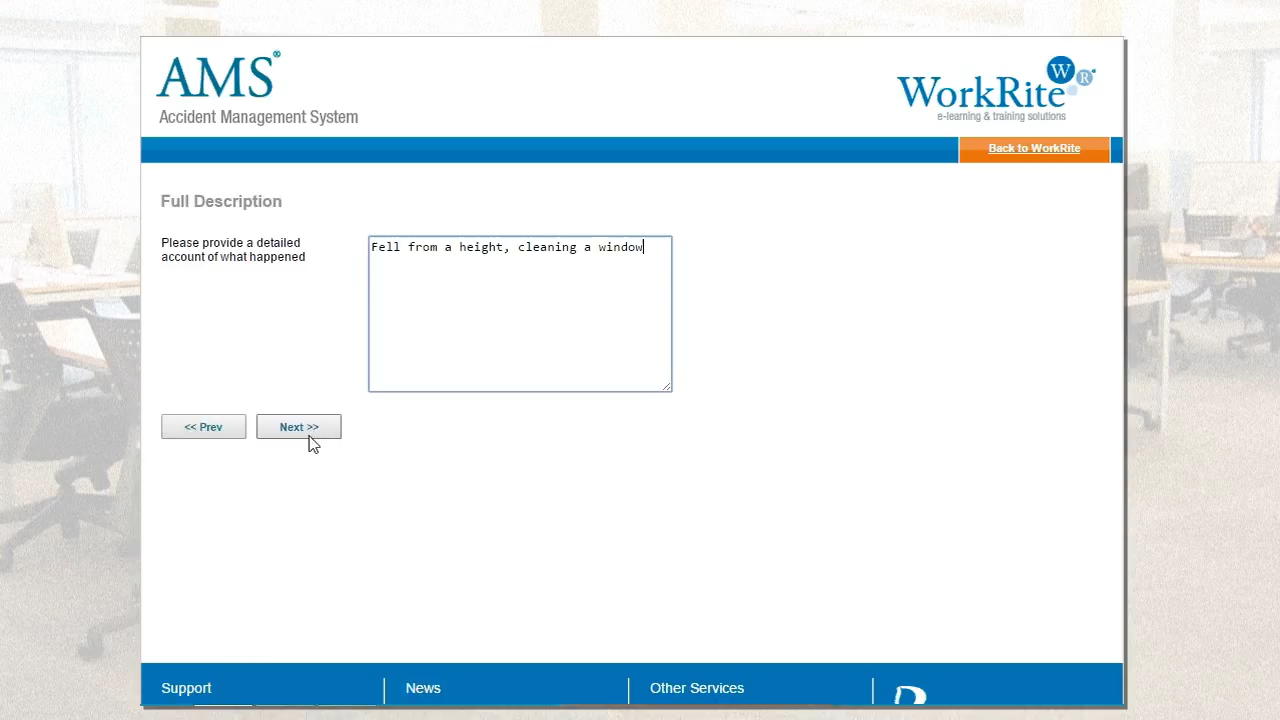 AMS®
Accident Management System
WorkRite W R
e-learning & training solutions
Back to WorkRite
Full Description
Please provide a detailed
account of what happened
Fell from a height, cleaning a window
<< Prev
Next >>
Support
News
Other Services